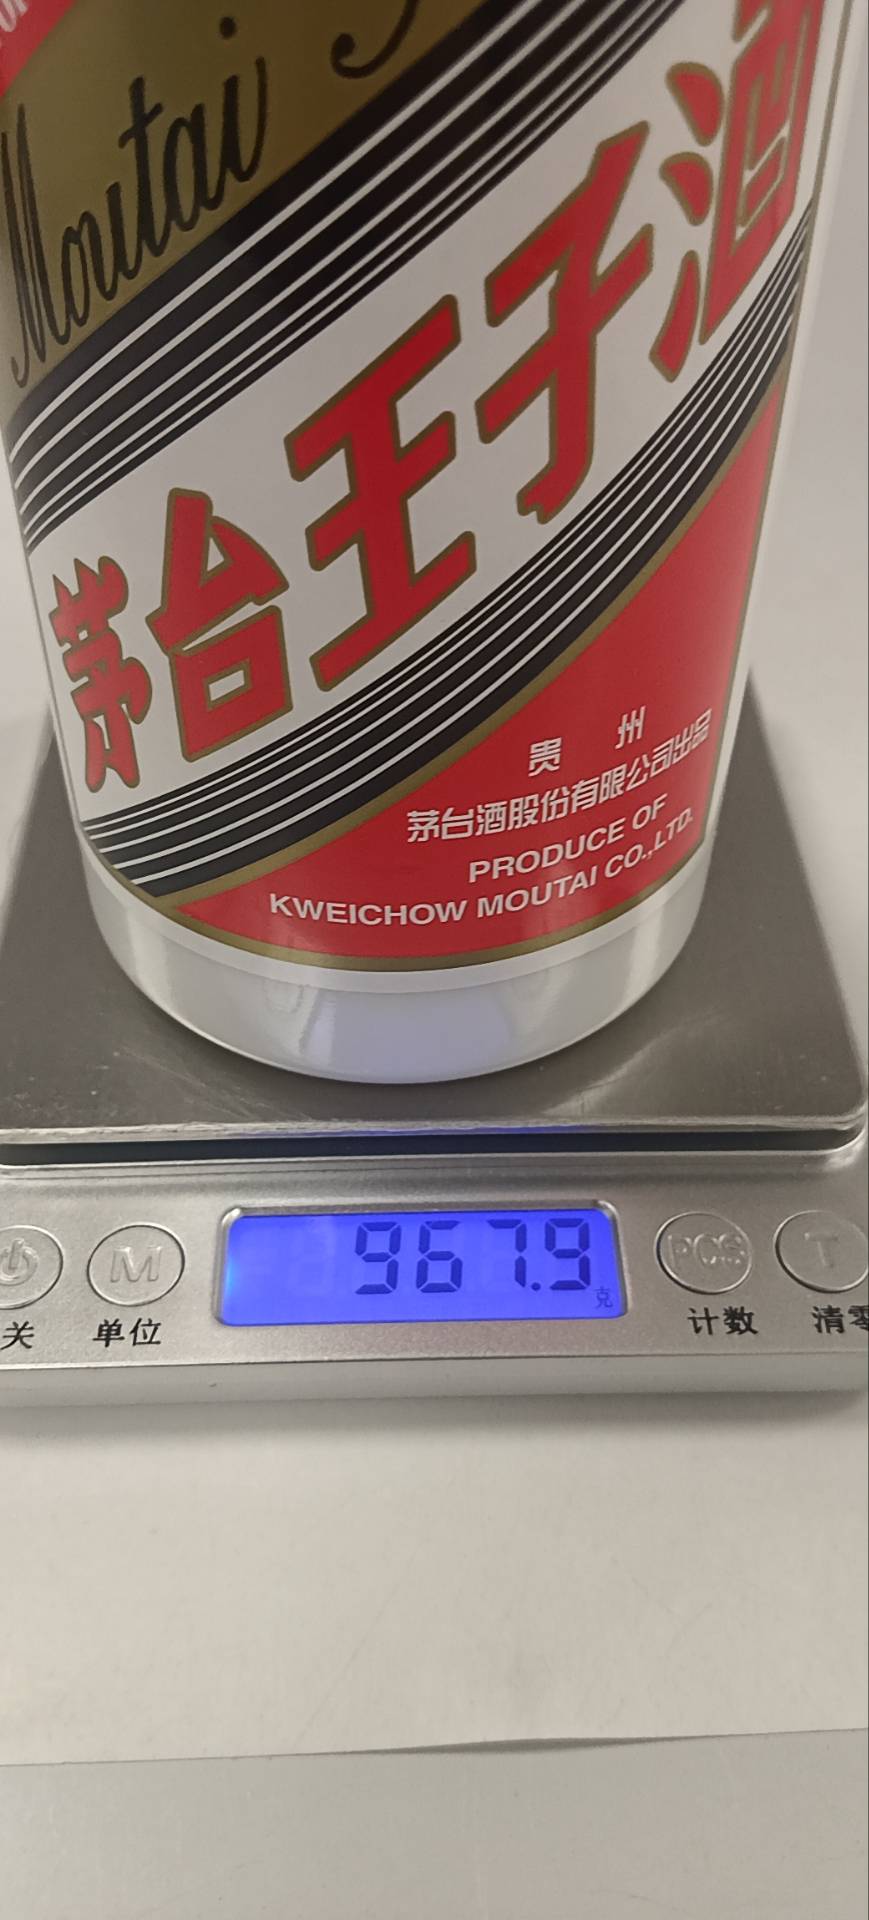 Moutai
茅台王子酒
贵 州
茅台酒股份有限公司出品
PRODUCE OF
KWEICHOW MOUTAI CO.,LTD.
967.9
克
M PCS T
关 单位 计数 清零